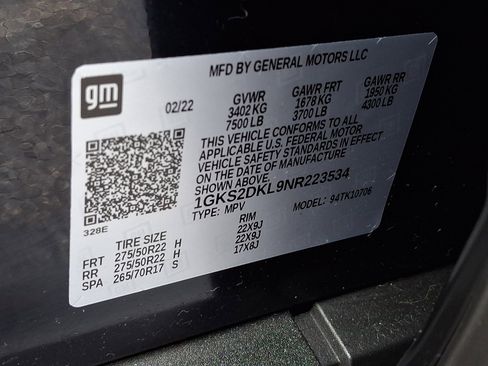 MFD BY GENERAL MOTORS LLC
gm
02/22
GVWR GAWR FRT GAWR RR
3402 KG 1678 KG 1950 KG
7500 LB 3700 LB 4300 LB
THIS VEHICLE CONFORMS TO ALL
APPLICABLE U.S. FEDERAL MOTOR
VEHICLE SAFETY STANDARDS IN EFFECT
ON THE DATE OF MANUFACTURE
SHOWN ABOVE.
1GKS2DKL9NR223534
TYPE: MPV MODEL: 94TK10706
328E
TIRE SIZE RIM
FRT 275/50R22 H 22X9J
RR 275/50R22 H 22X9J
SPA 265/70R17 S 17X8J